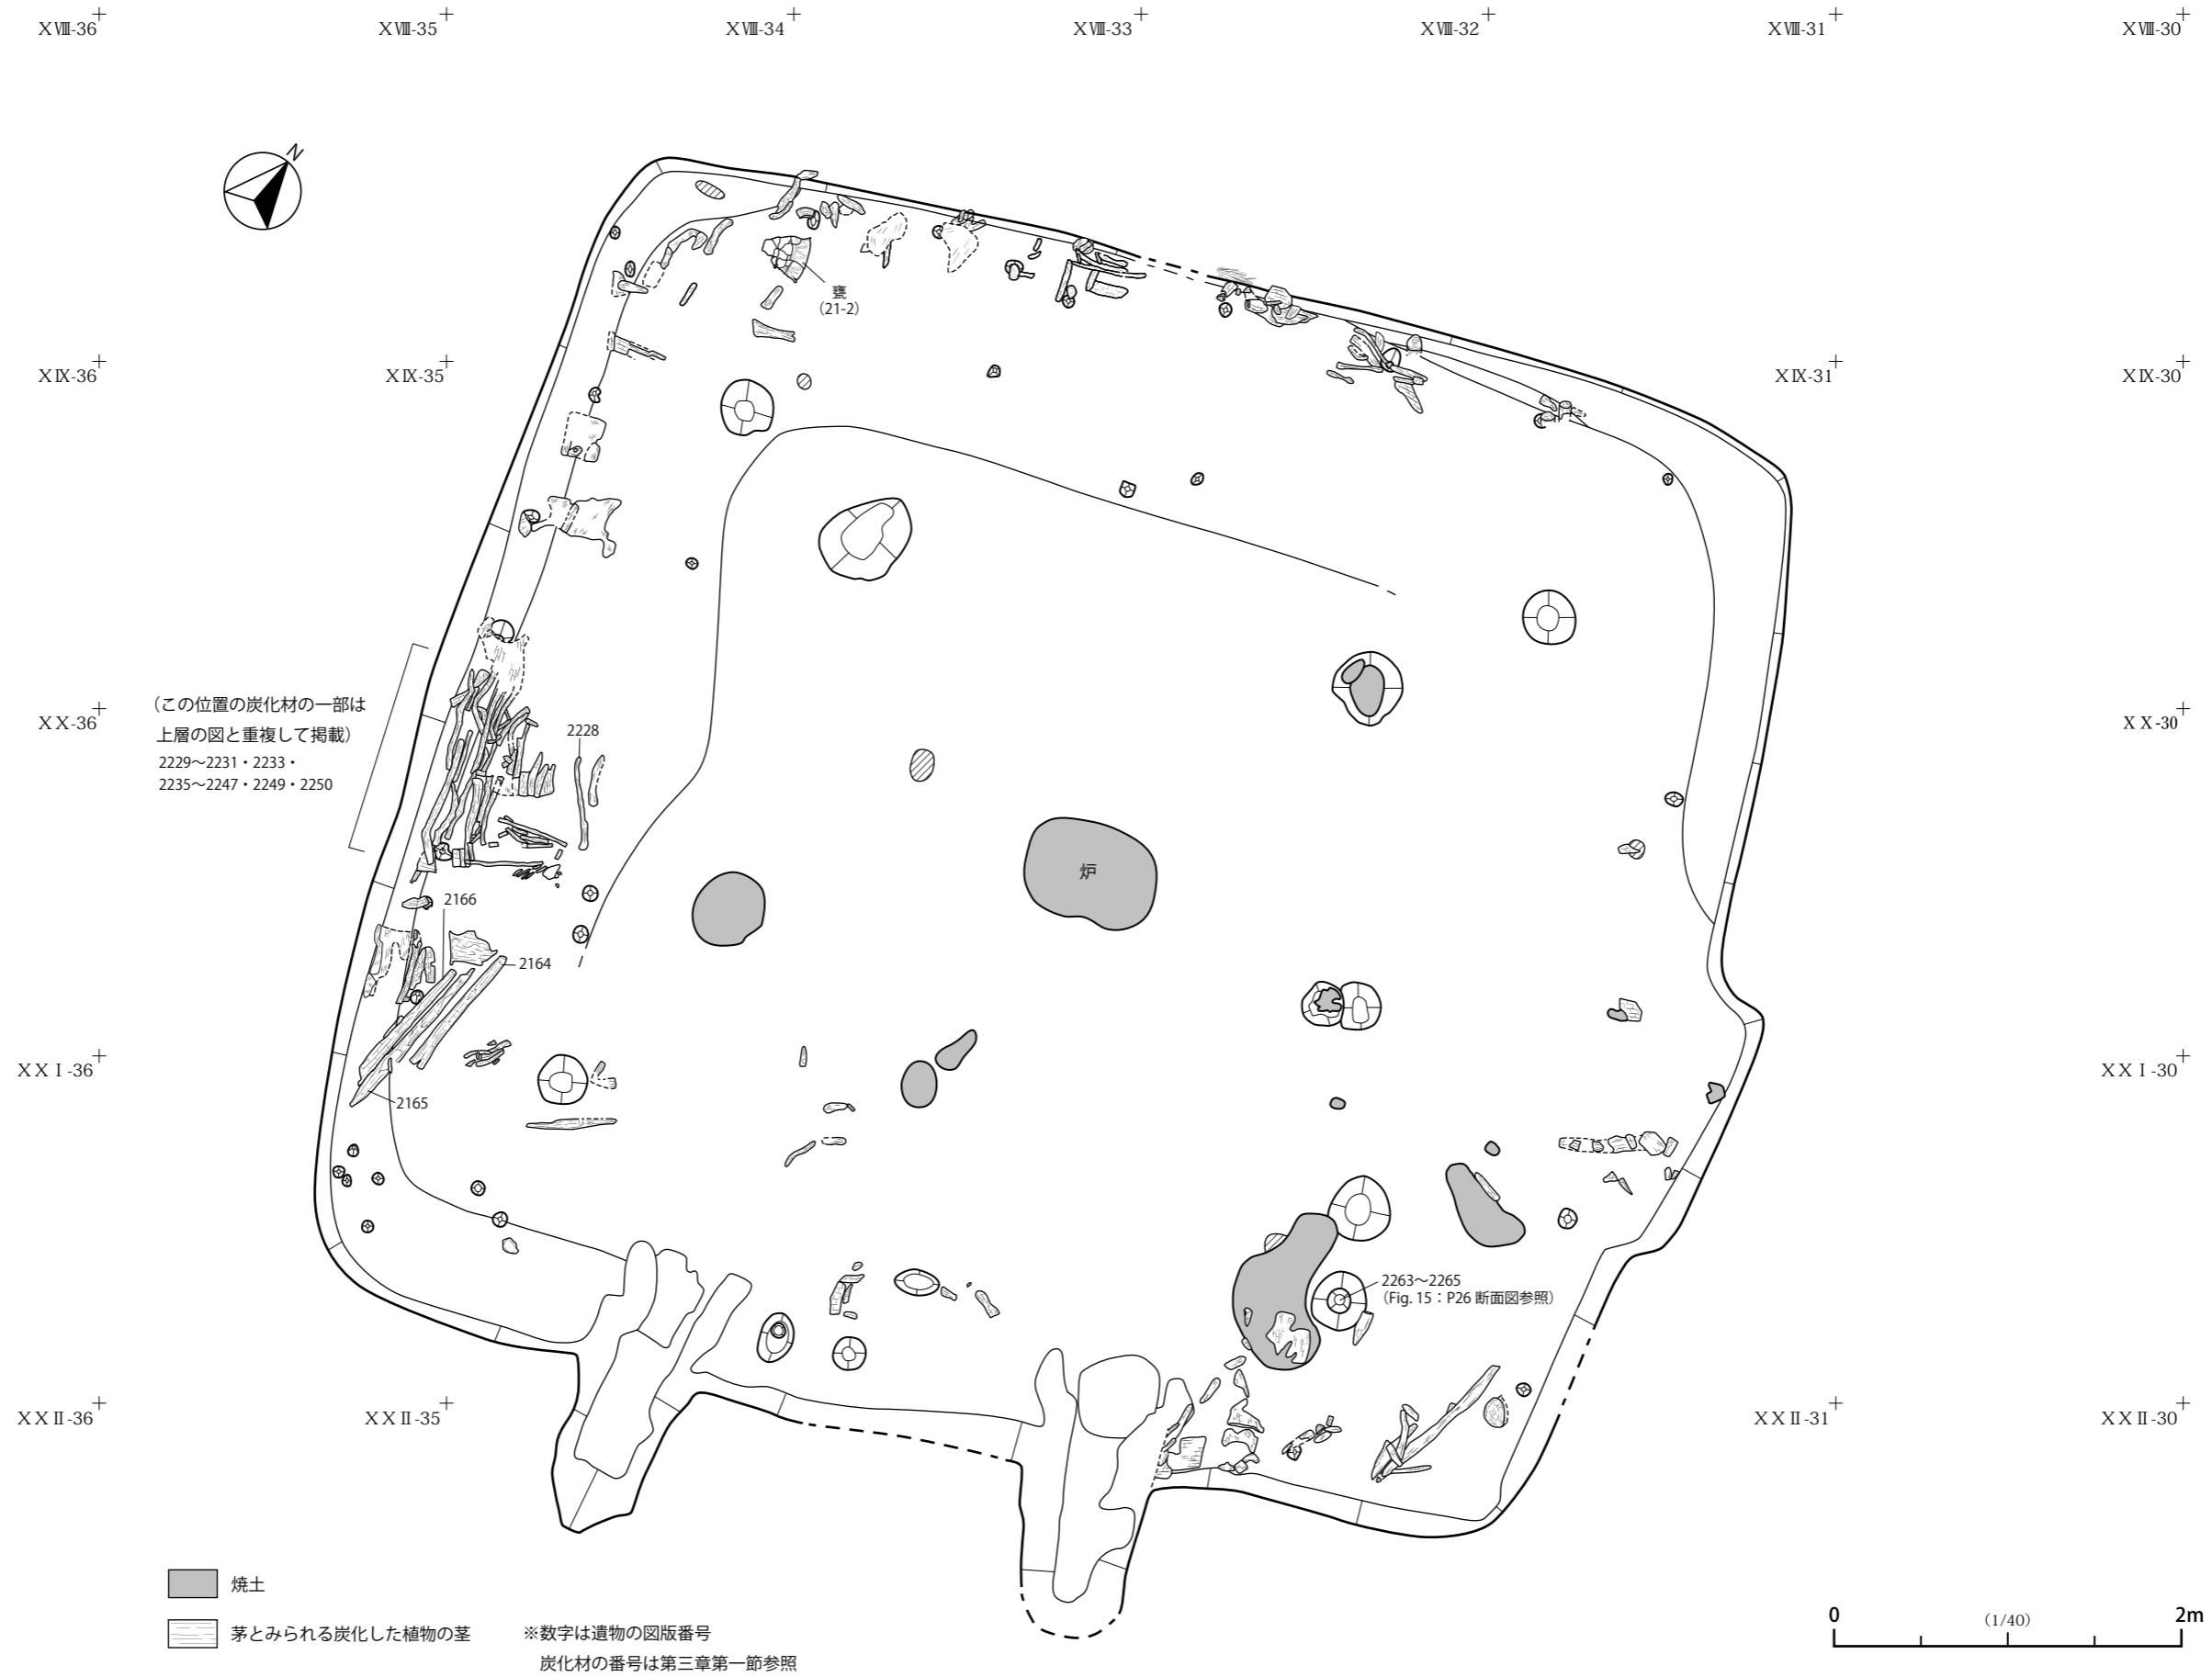 XⅧ-36
XⅧ-35
XⅧ-34
XⅧ-33
XⅧ-32
XⅧ-31
XⅧ-30
N
甕
（21-2）
XⅨ-36
XⅨ-35
XⅨ-31
XⅨ-30
（この位置の炭化材の一部は
上層の図と重複して掲載）
2229～2231・2233・
2235～2247・2249・2250
XX-36
XX-30
2228
炉
2166
2164
2165
XXⅠ-36
XXⅠ-30
2263～2265
（Fig. 15：P26 断面図参照）
XXⅡ-36
XXⅡ-35
XXⅡ-31
XXⅡ-30
焼土
茅とみられる炭化した植物の茎
※数字は遺物の図版番号
炭化材の番号は第三章第一節参照
0 （1/40） 2m